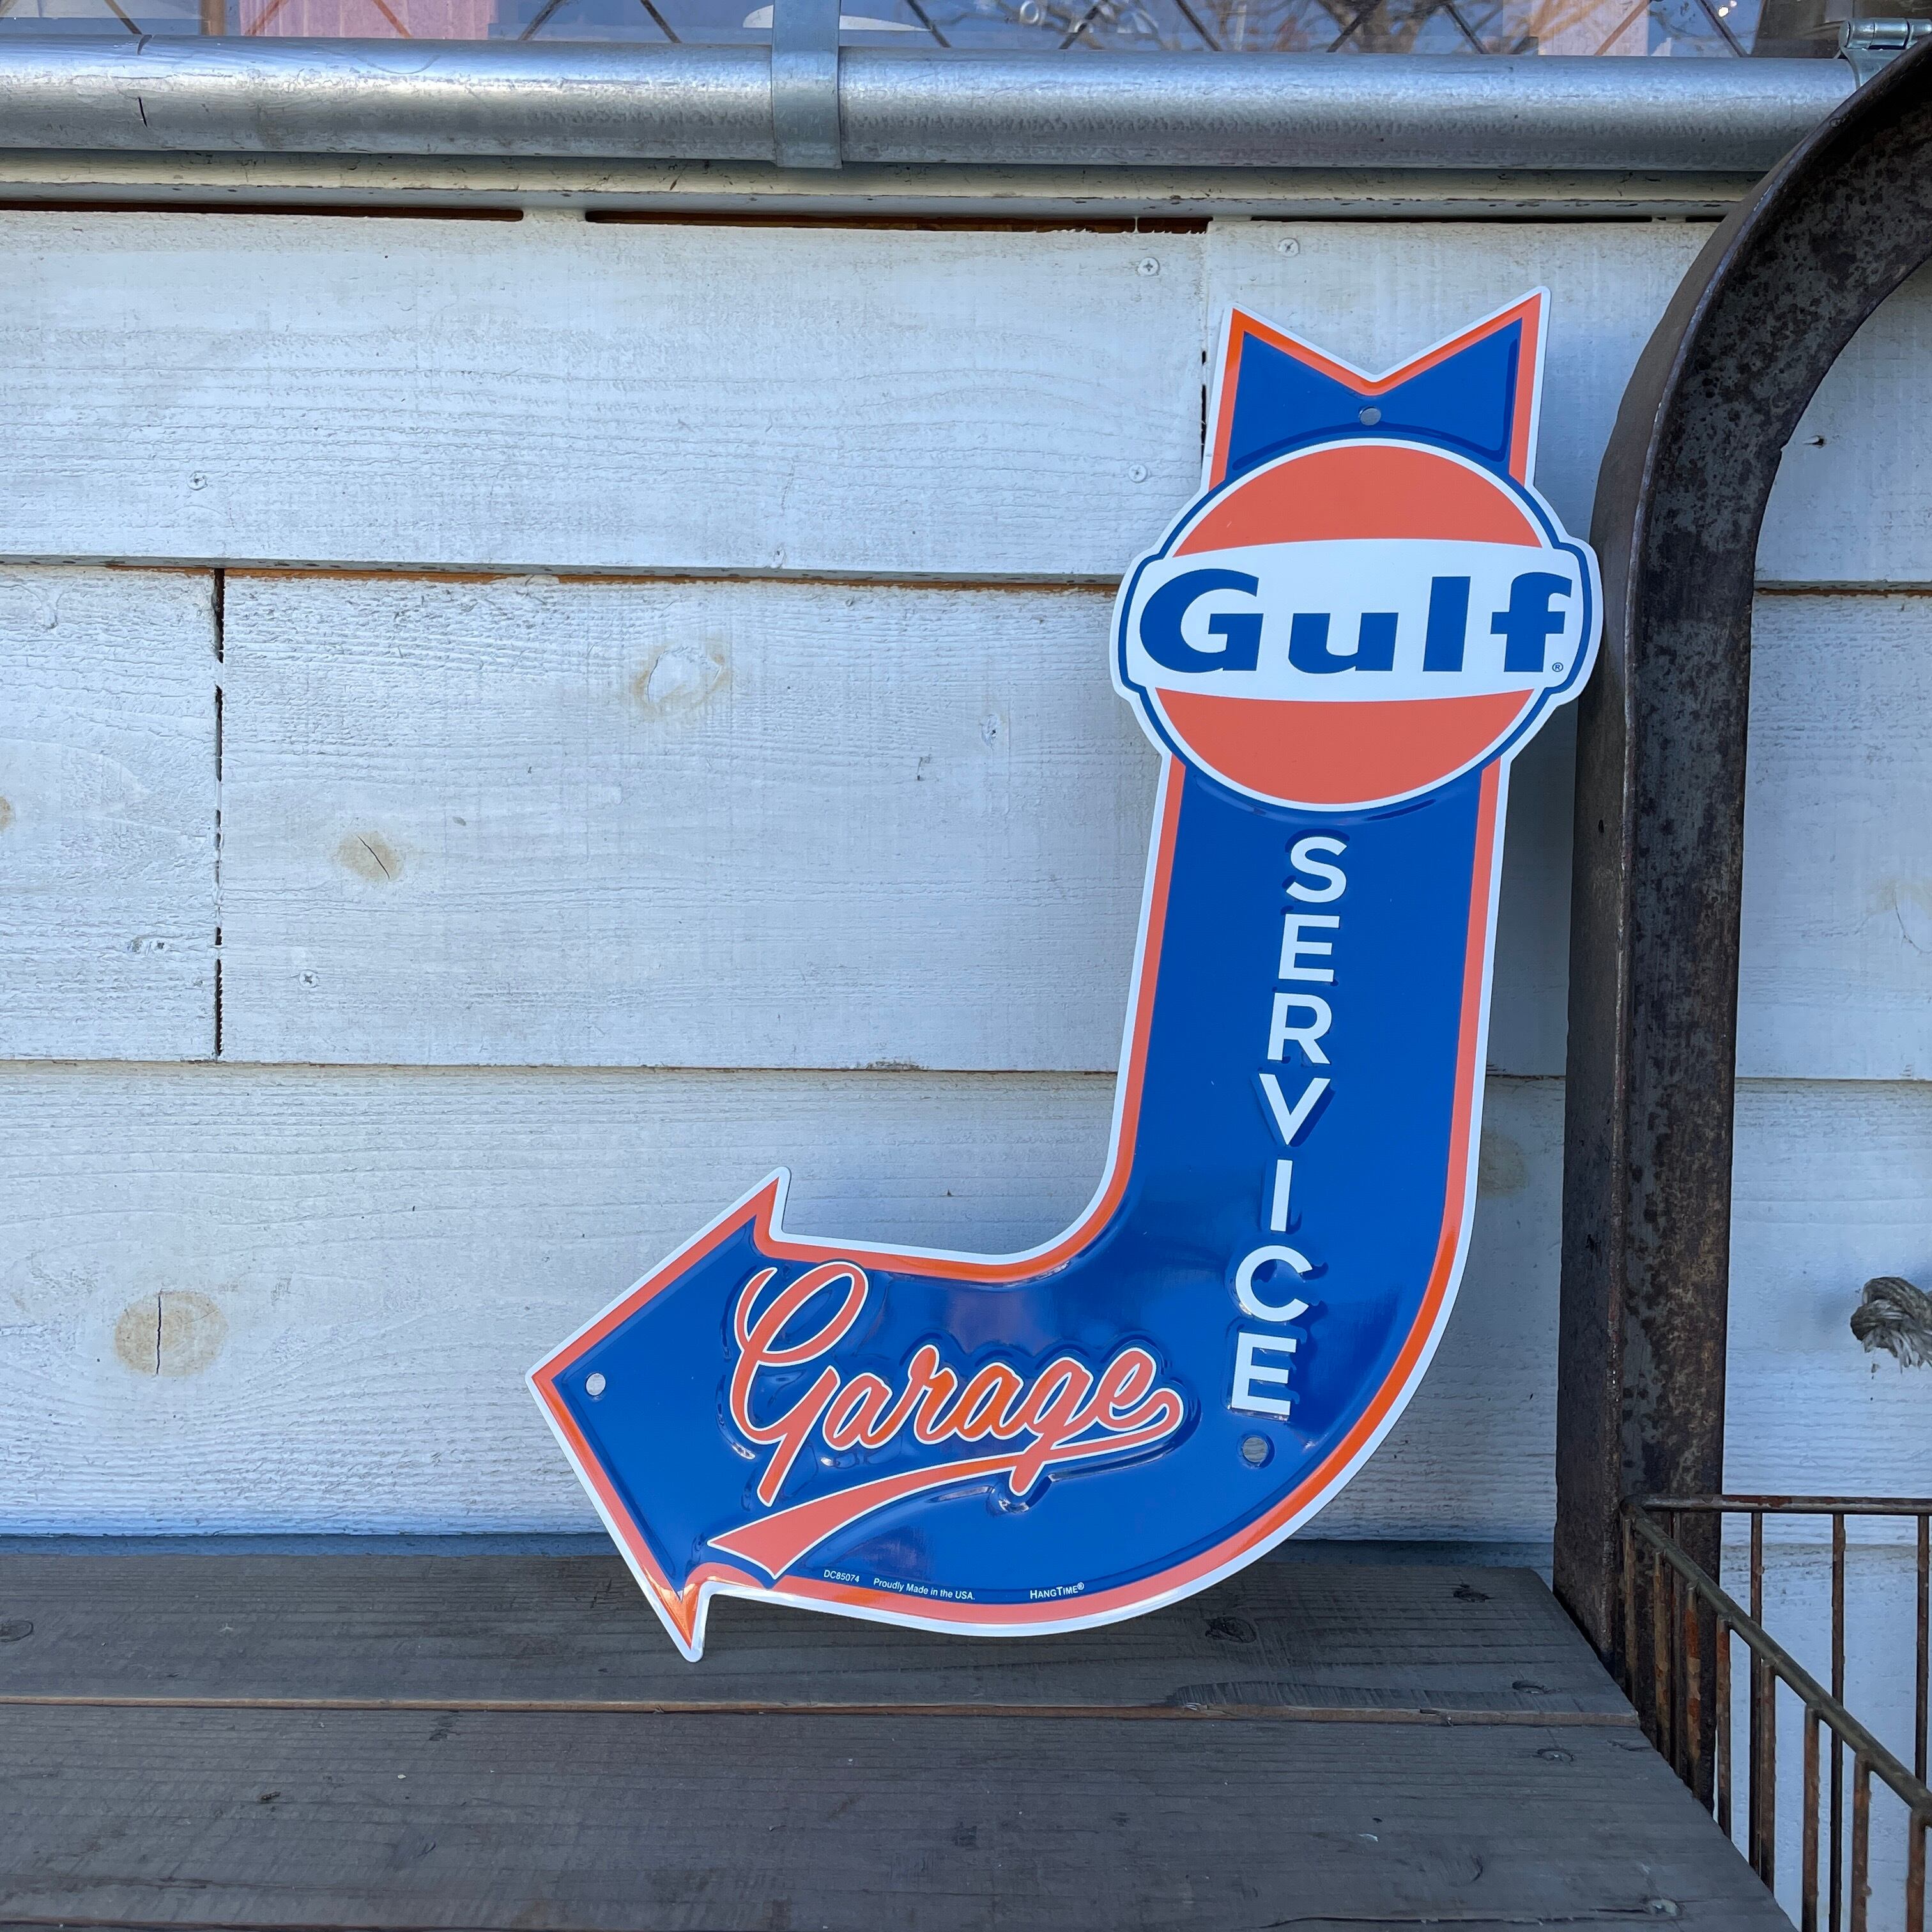 Gulf®
SERVICE
Garage
DC85074 Proudly Made in the USA. HANGTIME®